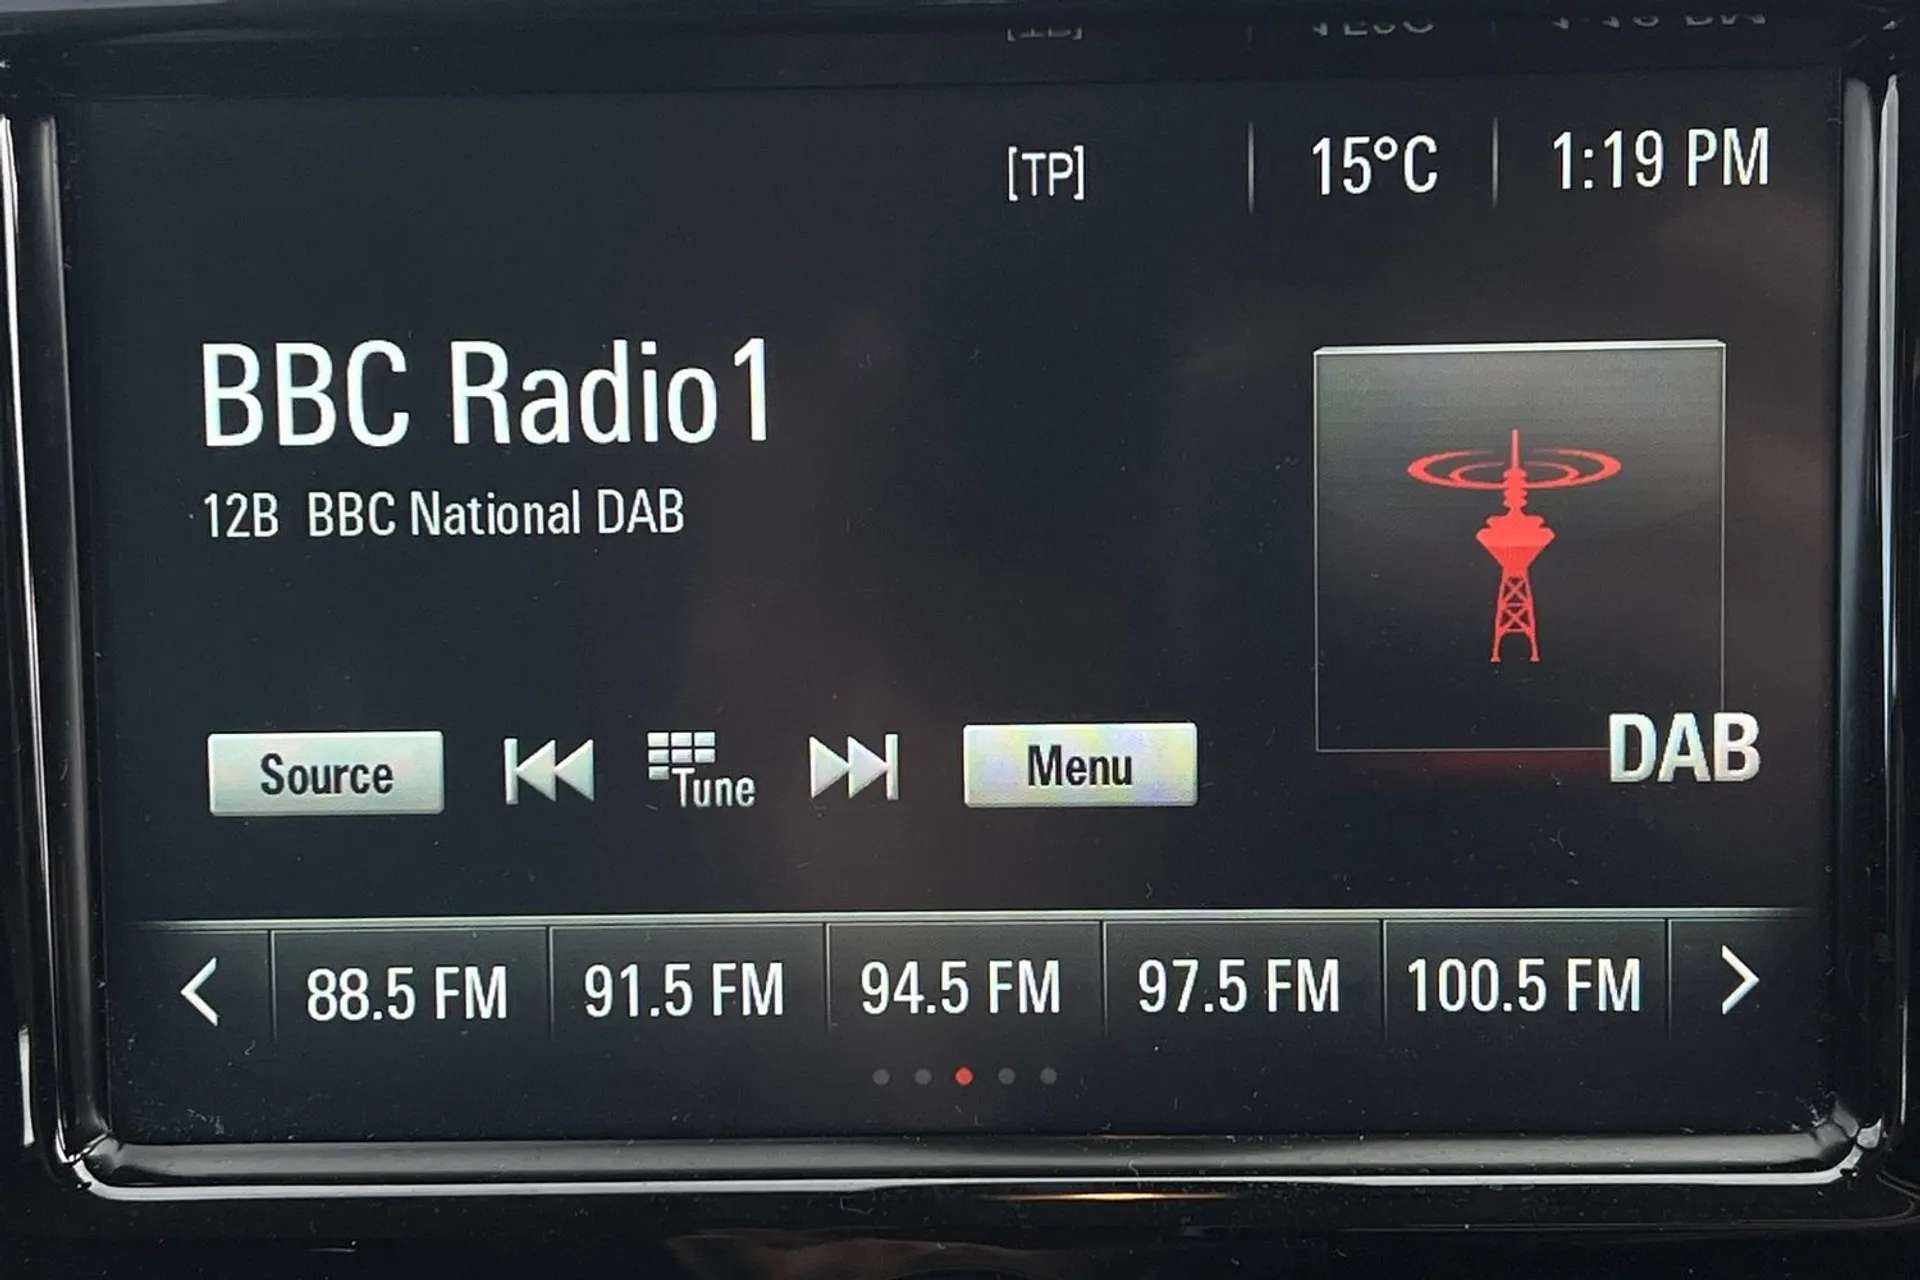 [TP] 15°C 1:19 PM
BBC Radio1
12B BBC National DAB
Source Tune Menu
DAB
88.5 FM 91.5 FM 94.5 FM 97.5 FM 100.5 FM